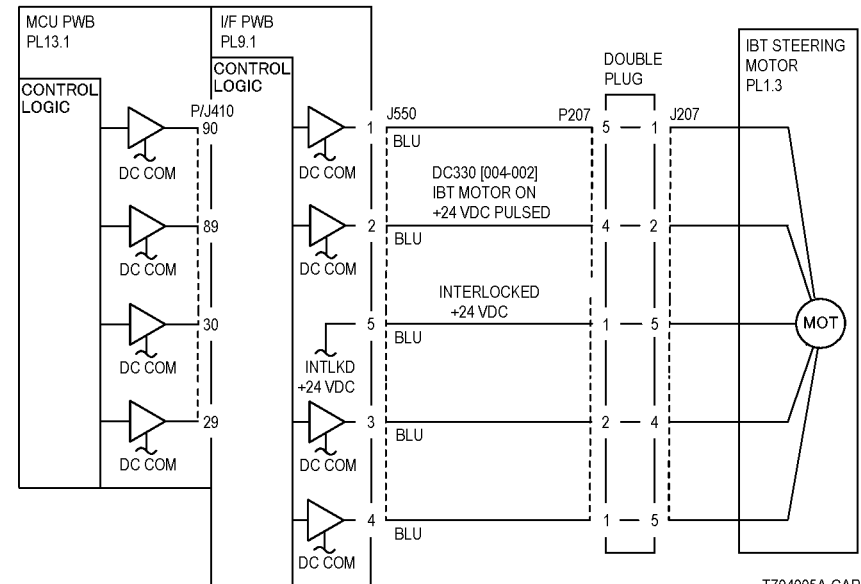 MCU PWB
PL13.1
I/F PWB
PL9.1
IBT STEERING
MOTOR
PL1.3
CONTROL
LOGIC
CONTROL
LOGIC
DOUBLE
PLUG
P/J410
J550
P207
J207
90
1
5
1
BLU
DC COM
DC COM
DC330 [004-002]
IBT MOTOR ON
+24 VDC PULSED
89
2
4
2
BLU
DC COM
DC COM
INTERLOCKED
+24 VDC
30
5
1
5
MOT
BLU
DC COM
INTLKD
+24 VDC
29
3
2
4
BLU
DC COM
DC COM
4
1
5
BLU
DC COM